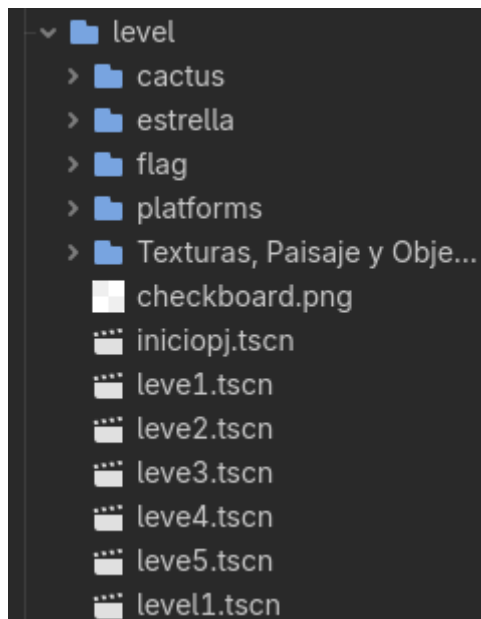 level
cactus
estrella
flag
platforms
Texturas, Paisaje y Obje...
checkboard.png
iniciopj.tscn
leve1.tscn
leve2.tscn
leve3.tscn
leve4.tscn
leve5.tscn
level1.tscn